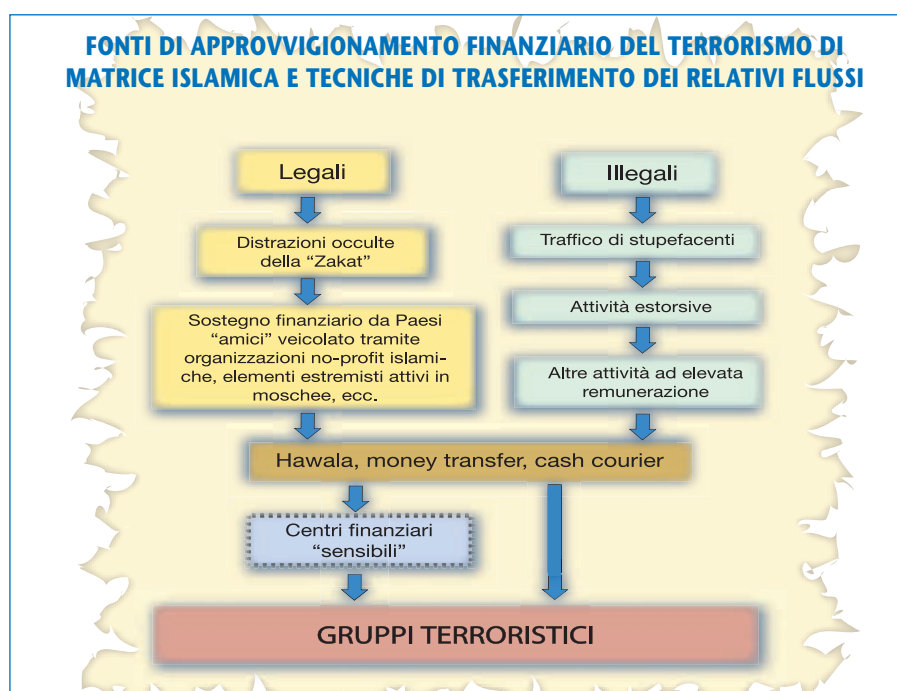 FONTI DI APPROVVIGIONAMENTO FINANZIARIO DEL TERRORISMO DI
MATRICE ISLAMICA E TECNICHE DI TRASFERIMENTO DEI RELATIVI FLUSSI
Legali
Distrazioni occulte
della “Zakat”
Sostegno finanziario da Paesi
“amici” veicolato tramite
organizzazioni no-profit islami-
che, elementi estremisti attivi in
moschee, ecc.
Illegali
Traffico di stupefacenti
Attività estorsive
Altre attività ad elevata
remunerazione
Hawala, money transfer, cash courier
Centri finanziari
“sensibili”
GRUPPI TERRORISTICI